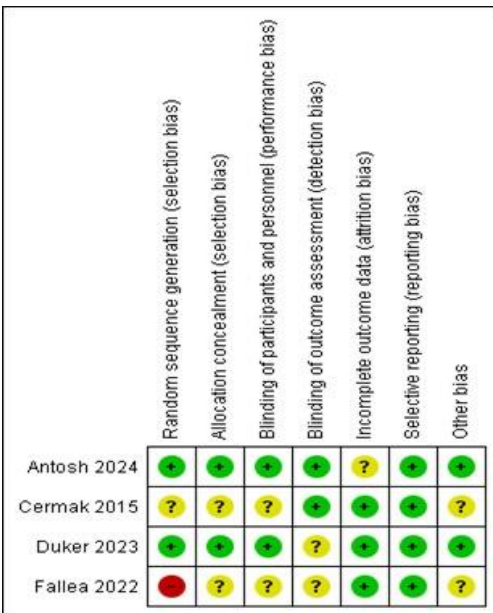 Random sequence generation (selection bias)
Allocation concealment (selection bias)
Blinding of participants and personnel (performance bias)
Blinding of outcome assessment (detection bias)
Incomplete outcome data (attrition bias)
Selective reporting (reporting bias)
Other bias
Antosh 2024 + + + + ? + +
Cermak 2015 ? ? ? + + + ?
Duker 2023 + + + ? + + +
Fallea 2022 - ? ? ? + + ?